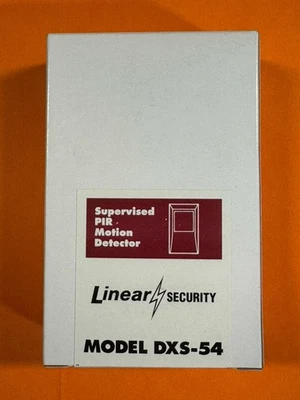 Supervised
PIR
Motion
Detector
Linear SECURITY
MODEL DXS-54